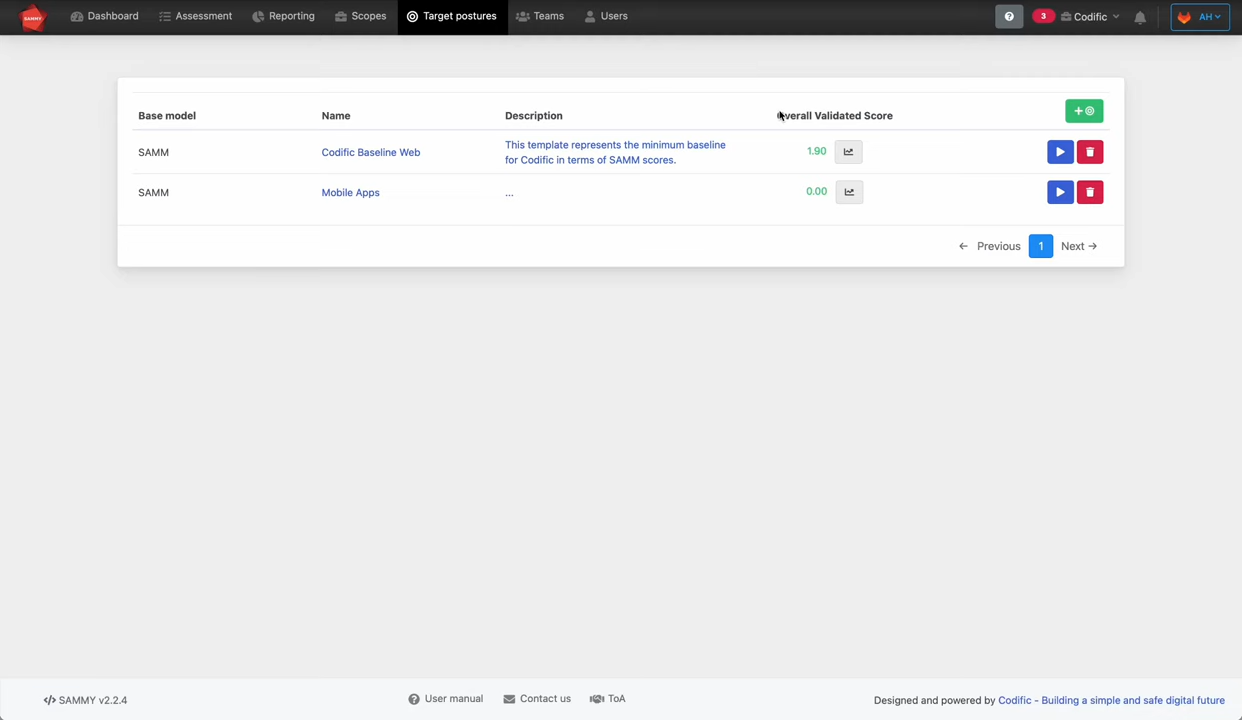 SAMMY Dashboard Assessment Reporting Scopes Target postures Teams Users ? 3 Codific AH
Base model Name Description Overall Validated Score +
SAMM Codific Baseline Web This template represents the minimum baseline 1.90
for Codific in terms of SAMM scores.
SAMM Mobile Apps ... 0.00
← Previous 1 Next →
</> SAMMY v2.2.4 ? User manual Contact us ToA Designed and powered by Codific - Building a simple and safe digital future